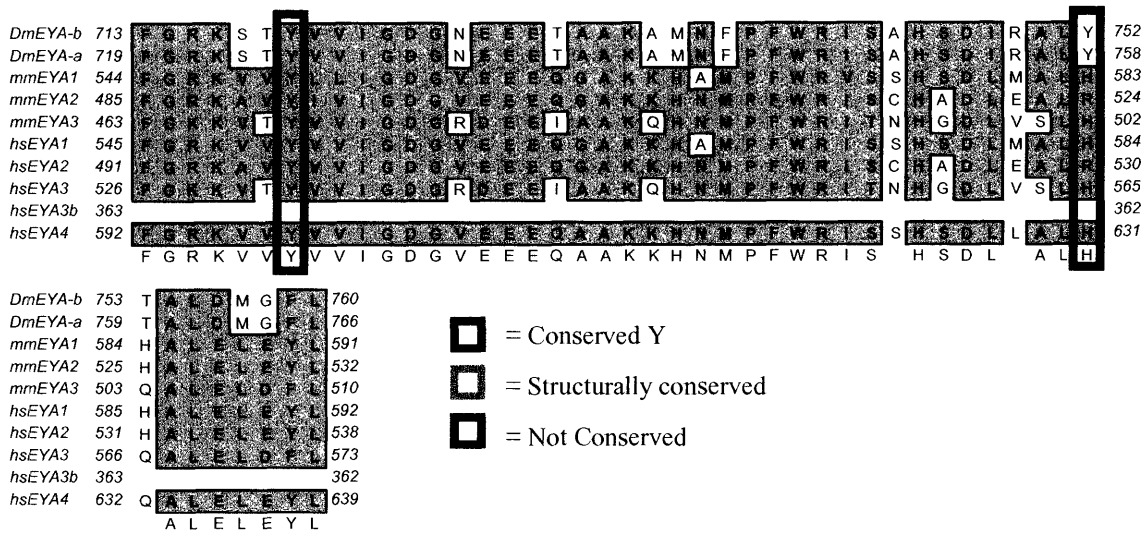 DmEYA-b 713 F G R K S T Y V V I G D G N E E E T A A K A M N F P F W R I S A H S D I R A L Y 752
DmEYA-a 719 F G R K S T Y V V I G D G N E E E T A A K A M N F P F W R I S A H S D I R A L Y 758
mmEYA1 544 F G R K V V Y L L I G D G V E E E Q G A K K H A M P F W R V S S H S D L M A L H 583
mmEYA2 485 F G R K A V Y I V I G D G V E E E Q G A K K H N M P F W R I S C H A D L E A L R 524
mmEYA3 463 F G R K V T Y V V I G D G R D E E I A A K Q H N M P F W R I T N H G D L V S L H 502
hsEYA1 545 F G R K V V Y V V I G D G V E E E Q G A K K H A M P F W R I S S H S D L M A L H 584
hsEYA2 491 F G R K A V Y V V I G D G V E E E Q G A K K H N M P F W R I S C H A D L E A L R 530
hsEYA3 526 F G R K V T Y V V I G D G R D E E I A A K Q H N M P F W R I T N H G D L V S L H 565
hsEYA3b 363 362
hsEYA4 592 F G R K V V Y V V I G D G V E E E Q A A K K H N M P F W R I S S H S D L L A L H 631
F G R K V V Y V V I G D G V E E E Q A A K K H N M P F W R I S H S D L A L H
DmEYA-b 753 T A L D M G F L 760
DmEYA-a 759 T A L D M G F L 766
mmEYA1 584 H A L E L E Y L 591
mmEYA2 525 H A L E L E Y L 532
mmEYA3 503 Q A L E L D F L 510
hsEYA1 585 H A L E L E Y L 592
hsEYA2 531 H A L E L E Y L 538
hsEYA3 566 Q A L E L D F L 573
hsEYA3b 363 362
hsEYA4 632 Q A L E L E Y L 639
A L E L E Y L
= Conserved Y
= Structurally conserved
= Not Conserved